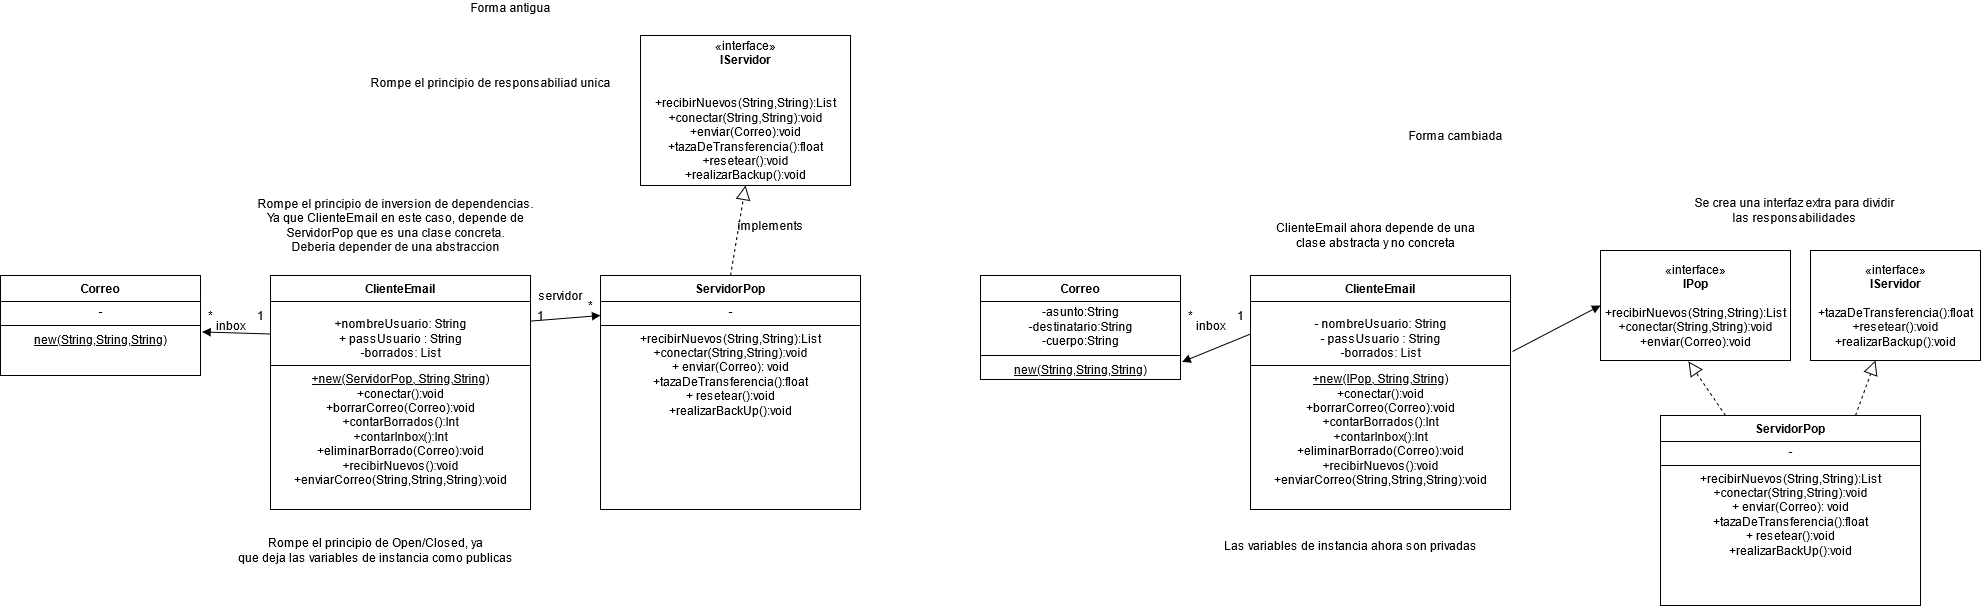 Forma antigua
«interface»
IServidor
Rompe el principio de responsabiliad unica
+recibirNuevos(String,String):List
+conectar(String,String):void
+enviar(Correo):void
+tazaDeTransferencia():float
+resetear():void
+realizarBackup():void
Rompe el principio de inversion de dependencias.
Ya que ClienteEmail en este caso, depende de
ServidorPop que es una clase concreta.
Deberia depender de una abstraccion
implements
Correo
-
new(String,String,String)
*
inbox
1
ClienteEmail
+nombreUsuario: String
+ passUsuario : String
-borrados: List
+new(ServidorPop, String,String)
+conectar():void
+borrarCorreo(Correo):void
+contarBorrados():Int
+contarInbox():Int
+eliminarBorrado(Correo):void
+recibirNuevos():void
+enviarCorreo(String,String,String):void
servidor
*
1
ServidorPop
-
+recibirNuevos(String,String):List
+conectar(String,String):void
+ enviar(Correo): void
+tazaDeTransferencia():float
+ resetear():void
+realizarBackUp():void
Rompe el principio de Open/Closed, ya
que deja las variables de instancia como publicas
Forma cambiada
ClienteEmail ahora depende de una
clase abstracta y no concreta
Se crea una interfaz extra para dividir
las responsabilidades
Correo
-asunto:String
-destinatario:String
-cuerpo:String
new(String,String,String)
*
inbox
1
ClienteEmail
- nombreUsuario: String
- passUsuario : String
-borrados: List
+new(IPop, String,String)
+conectar():void
+borrarCorreo(Correo):void
+contarBorrados():Int
+contarInbox():Int
+eliminarBorrado(Correo):void
+recibirNuevos():void
+enviarCorreo(String,String,String):void
«interface»
IPop
+recibirNuevos(String,String):List
+conectar(String,String):void
+enviar(Correo):void
«interface»
IServidor
+tazaDeTransferencia():float
+resetear():void
+realizarBackup():void
ServidorPop
-
+recibirNuevos(String,String):List
+conectar(String,String):void
+ enviar(Correo): void
+tazaDeTransferencia():float
+ resetear():void
+realizarBackUp():void
Las variables de instancia ahora son privadas